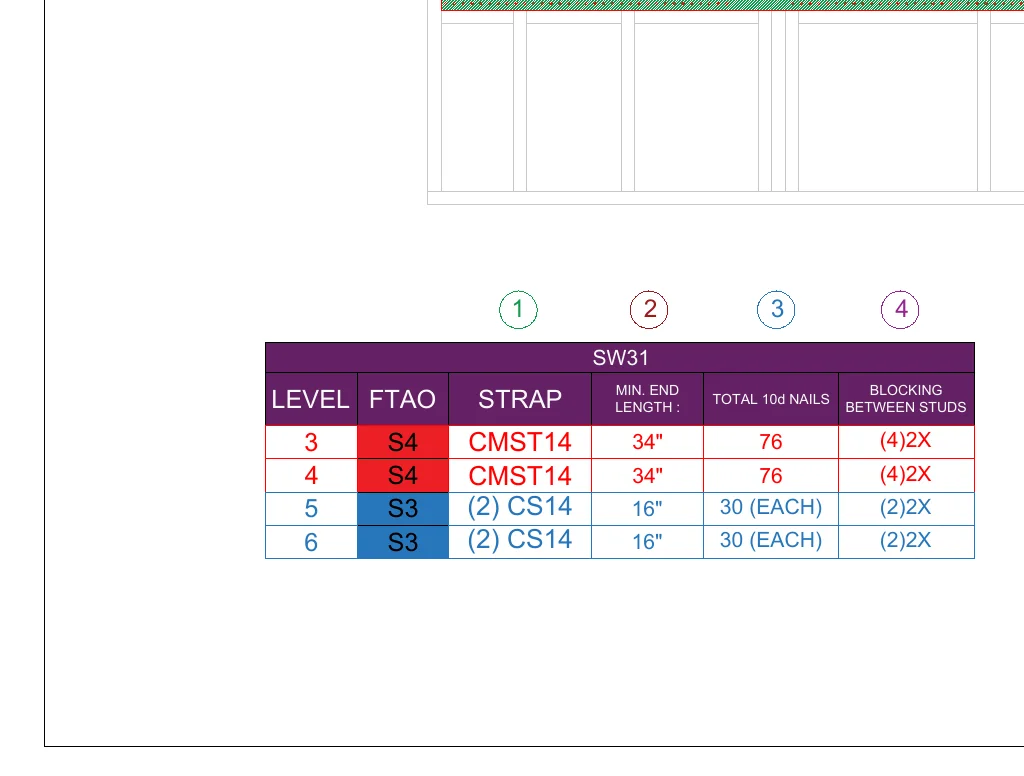 1 2 3 4
SW31
LEVEL FTAO STRAP MIN. END LENGTH : TOTAL 10d NAILS BLOCKING BETWEEN STUDS
3 S4 CMST14 34" 76 (4)2X
4 S4 CMST14 34" 76 (4)2X
5 S3 (2) CS14 16" 30 (EACH) (2)2X
6 S3 (2) CS14 16" 30 (EACH) (2)2X